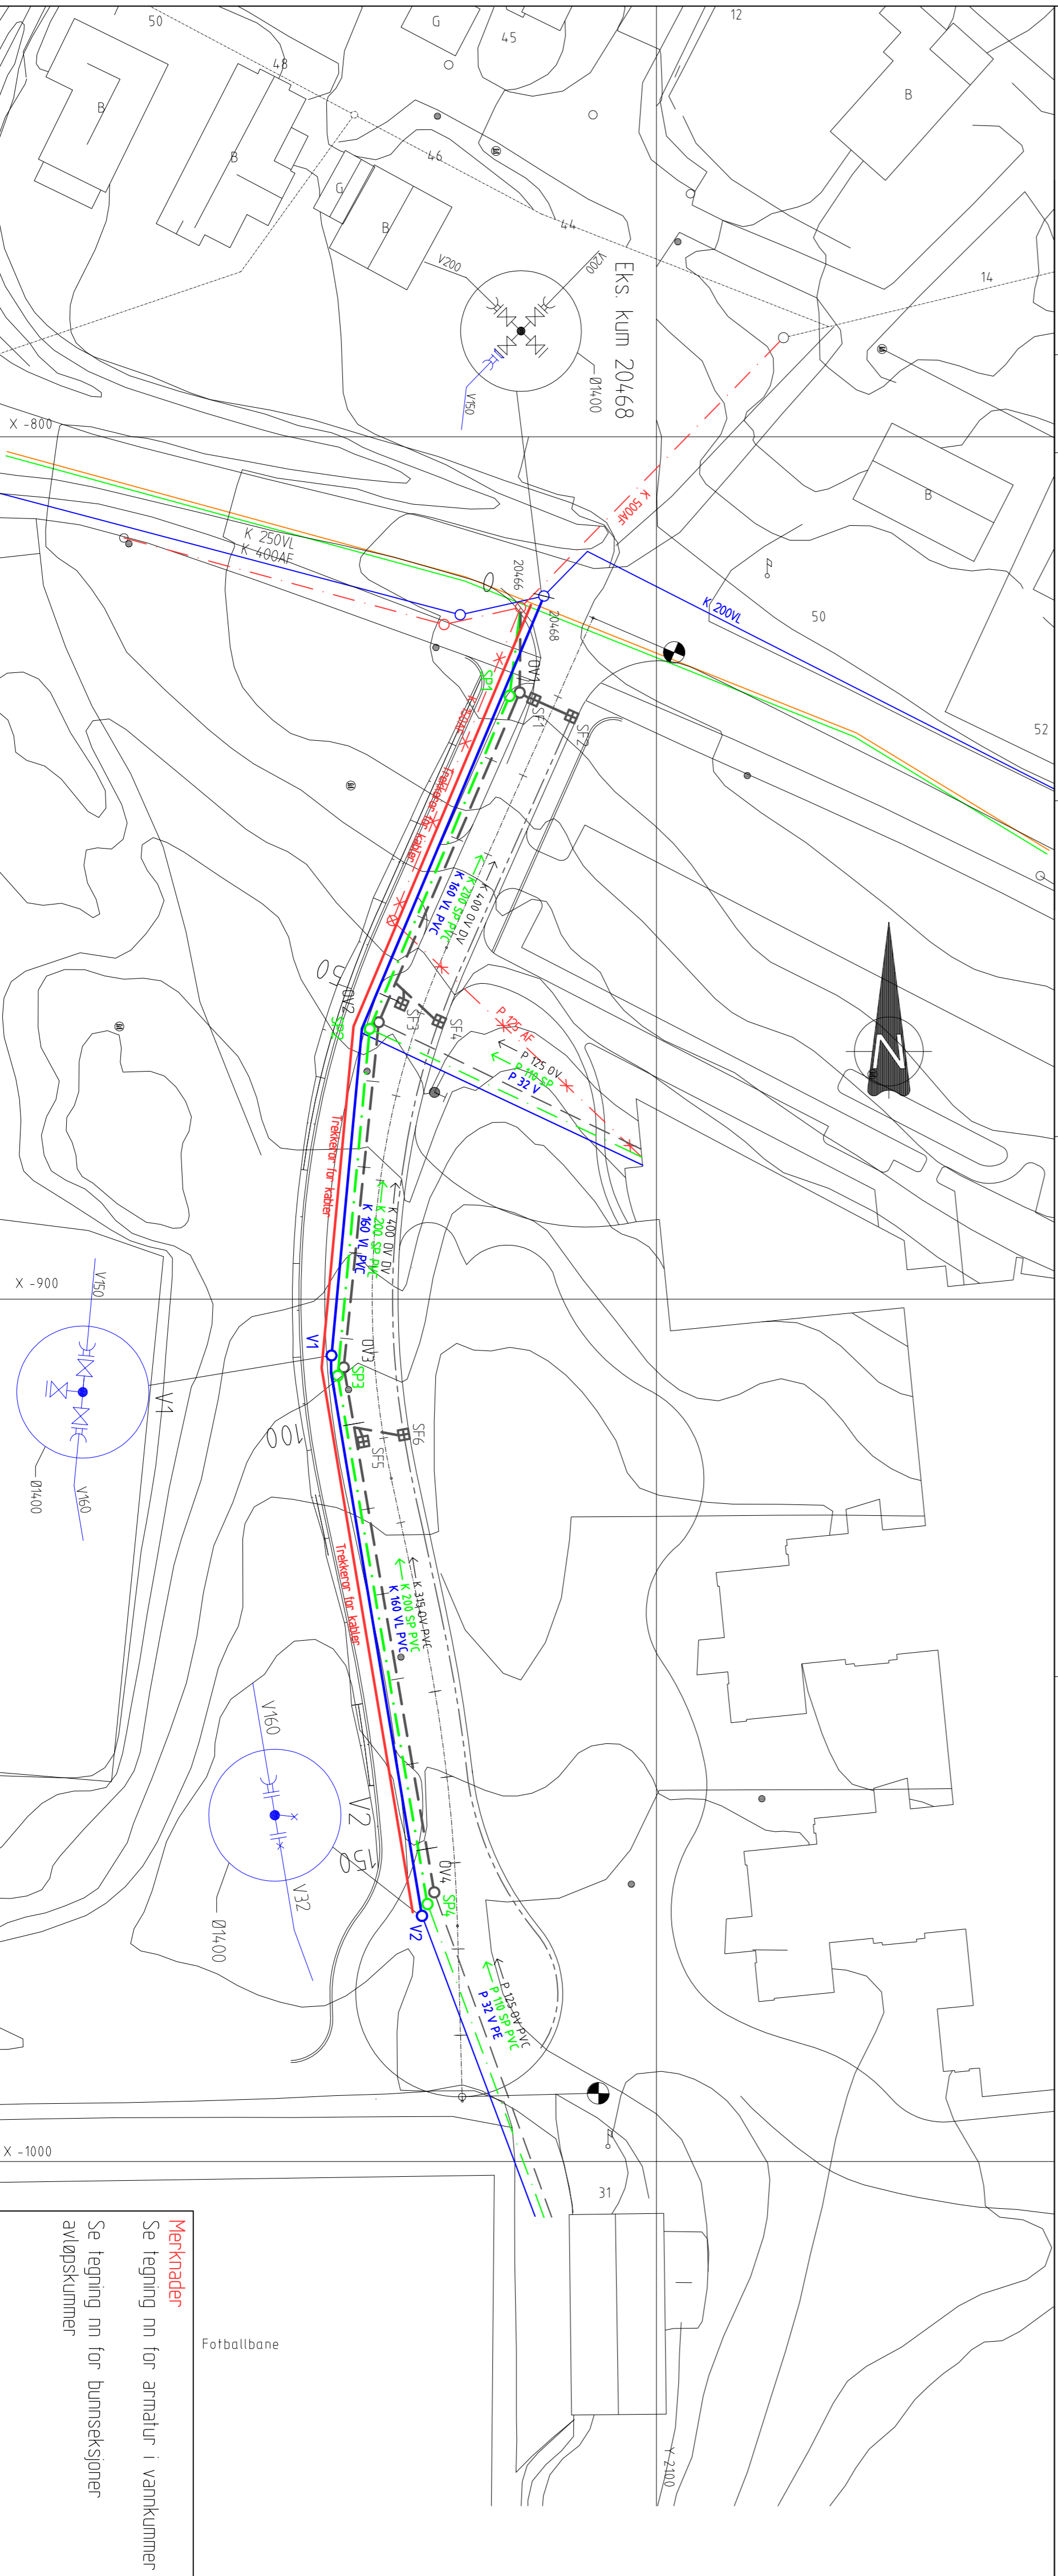 50
48
G
45
12
B
B
B
G
B
46
44
14
V200
V200
Eks. kum 20468
Ø1400
V150
X -800
K 500AF
B
K 250VL
K 400AF
20466
20468
0
K 200VL
50
52
SP1
OV1
SF1
SF2
Trekkerør for kabler
K 400 OV DV
K 200 SP PVC
K 160 VL PVC
50
OV2
SP2
SF3
SF4
P 125 AF
P 125 OV
P 110 SP
P 32 V
N
Trekkerør for kabler
K 400 OV DV
K 200 SP PVC
K 160 VL PVC
X -900
V150
V1
V160
Ø1400
V1
OV3
SP3
100
SF6
SF5
Trekkerør for kabler
K 315 OV PVC
K 200 SP PVC
K 160 VL PVC
V160
V2
V32
Ø1400
150
OV4
SP4
V2
P 125 OV PVC
P 110 SP PVC
P 32 V PE
X -1000
31
Y 2100
Fotballbane
Merknader
Se tegning nn for armatur i vannkummer
Se tegning nn for bunnseksjoner
avløpskummer